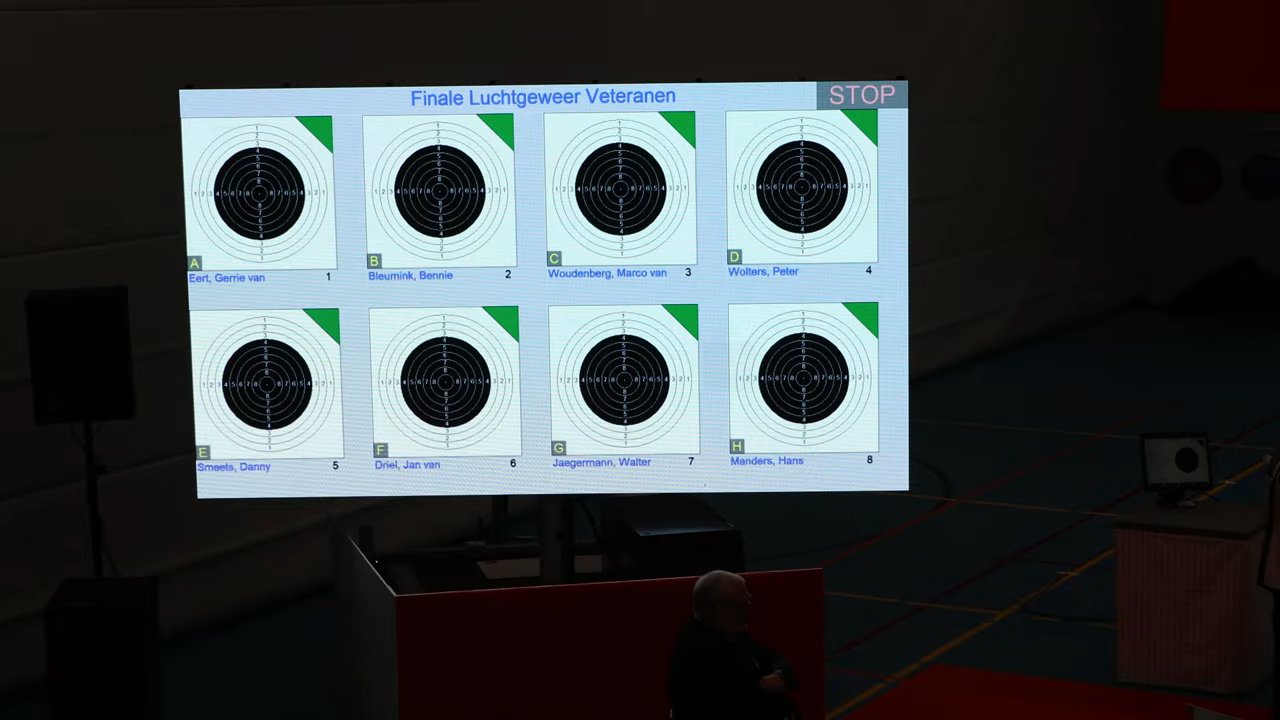 Finale Luchtgeweer Veteranen
STOP
A
Eert, Gerrie van 1
B
Bleumink, Bennie 2
C
Woudenberg, Marco van 3
D
Wolters, Peter 4
E
Smeets, Danny 5
F
Driel, Jan van 6
G
Jaegermann, Walter 7
H
Manders, Hans 8